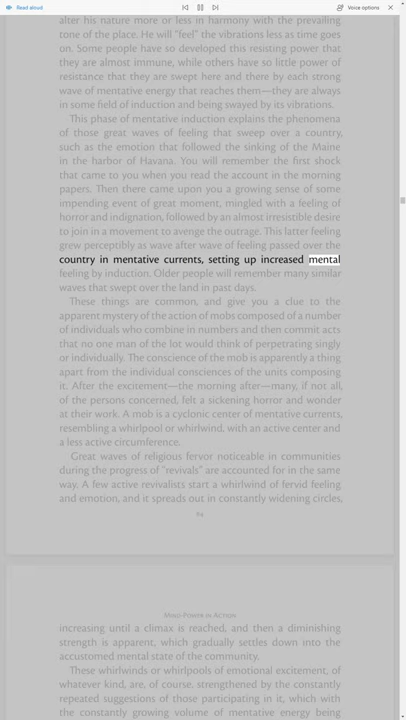 Read aloud
Voice options
alter his nature more or less in harmony with the prevailing
tone of the place. He will "feel" the vibrations less as time goes
on. Some people have so developed this resisting power that
they are almost immune, while others have so little power of
resistance that they are swept here and there by each strong
wave of mentative energy that reaches them—they are always
in some field of induction and being swayed by its vibrations.
This phase of mentative induction explains the phenomena
of those great waves of feeling that sweep over a country,
such as the emotion that followed the sinking of the Maine
in the harbor of Havana. You will remember the first shock
that came to you when you read the account in the morning
papers. Then there came upon you a growing sense of some
impending event of great moment, mingled with a feeling of
horror and indignation, followed by an almost irresistible desire
to join in a movement to avenge the outrage. This latter feeling
grew perceptibly as wave after wave of feeling passed over the
country in mentative currents, setting up increased mental
feeling by induction. Older people will remember many similar
waves that swept over the land in past days.
These things are common, and give you a clue to the
apparent mystery of the action of mobs composed of a number
of individuals who combine in numbers and then commit acts
that no one man of the lot would think of perpetrating singly
or individually. The conscience of the mob is apparently a thing
apart from the individual consciences of the units composing
it. After the excitement—the morning after—many, if not all,
of the persons concerned, felt a sickening horror and wonder
at their work. A mob is a cyclonic center of mentative currents,
resembling a whirlpool or whirlwind, with an active center and
a less active circumference.
Great waves of religious fervor noticeable in communities
during the progress of "revivals" are accounted for in the same
way. A few active revivalists start a whirlwind of fervid feeling
and emotion, and it spreads out in constantly widening circles,
94
Mind-Power in Action
increasing until a climax is reached, and then a diminishing
strength is apparent, which gradually settles down into the
accustomed mental state of the community.
These whirlwinds or whirlpools of emotional excitement, of
whatever kind, are, of course, strengthened by the constantly
repeated suggestions of those participating in it, which with
the constantly growing volume of mentative energy being